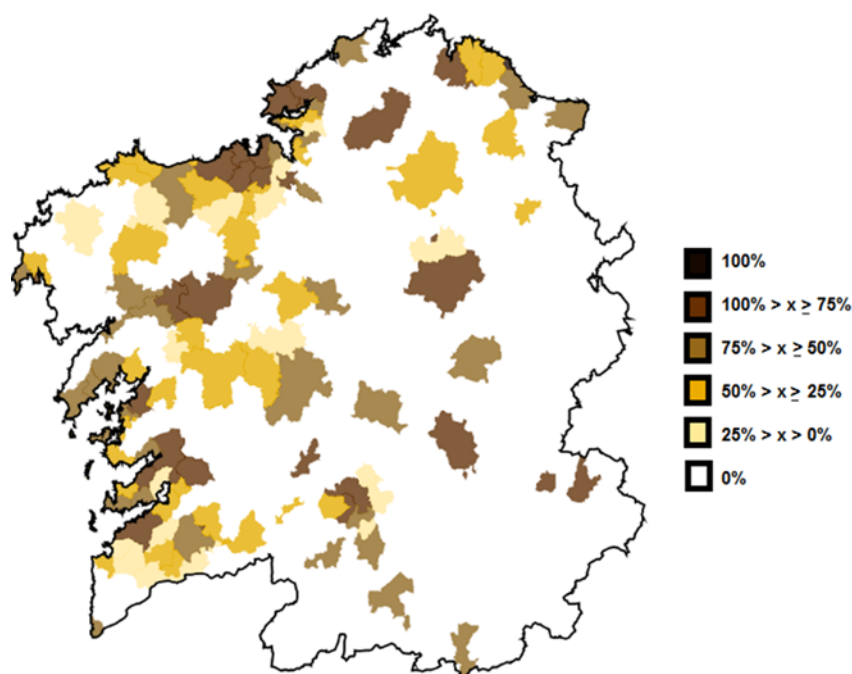 100%
100% > x ≥ 75%
75% > x ≥ 50%
50% > x ≥ 25%
25% > x > 0%
0%